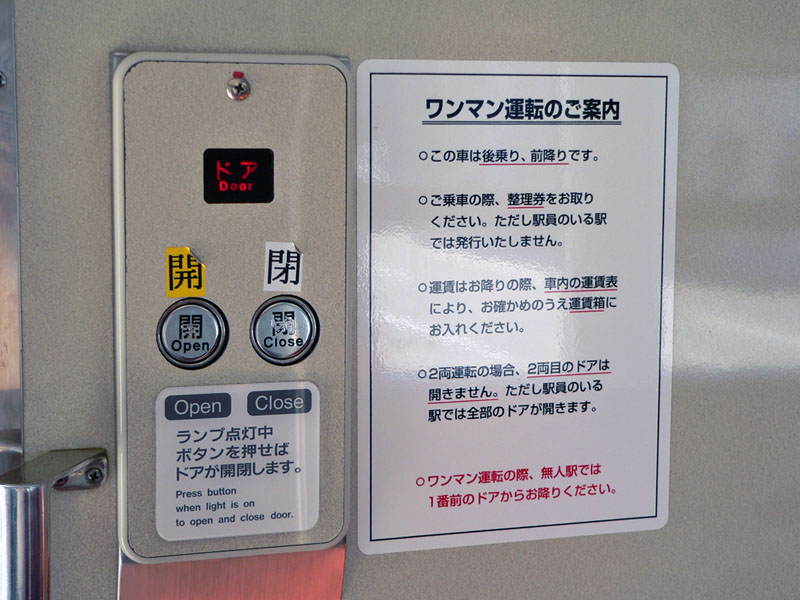 ドア
Door
開
閉
開
Open
閉
Close
Open
Close
ランプ点灯中
ボタンを押せば
ドアが開閉します。
Press button
when light is on
to open and close door.
ワンマン運転のご案内
○この車は後乗り、前降りです。
○ご乗車の際、整理券をお取り
ください。ただし駅員のいる駅
では発行いたしません。
○運賃はお降りの際、車内の運賃表
により、お確かめのうえ運賃箱に
お入れください。
○2両運転の場合、2両目のドアは
開きません。ただし駅員のいる
駅では全部のドアが開きます。
○ワンマン運転の際、無人駅では
1番前のドアからお降りください。